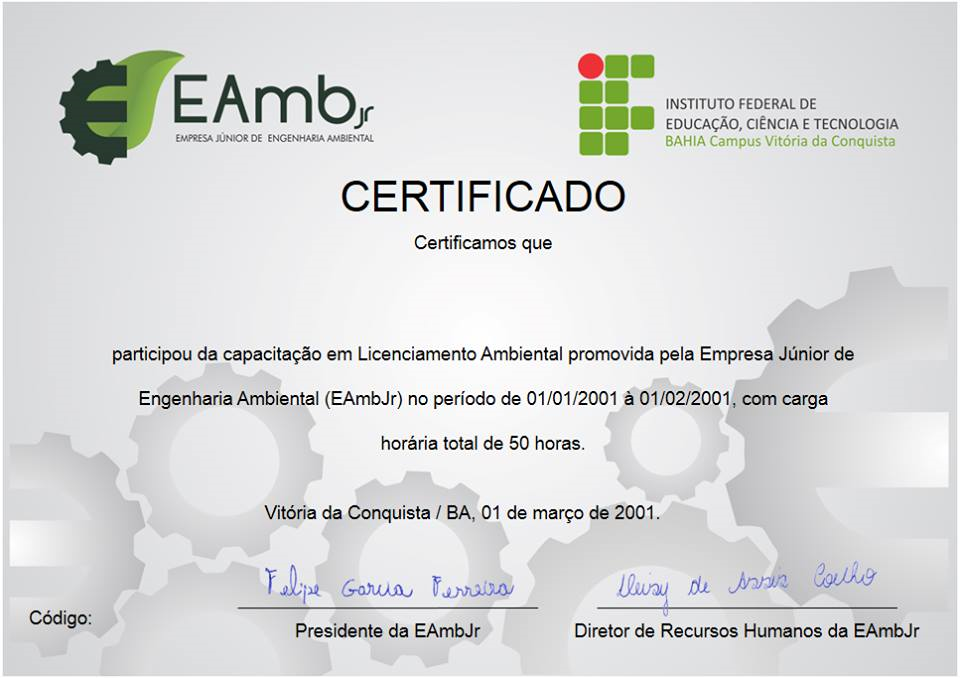 EAmb Jr
EMPRESA JÚNIOR DE ENGENHARIA AMBIENTAL
INSTITUTO FEDERAL DE
EDUCAÇÃO, CIÊNCIA E TECNOLOGIA
BAHIA Campus Vitória da Conquista
CERTIFICADO
Certificamos que
participou da capacitação em Licenciamento Ambiental promovida pela Empresa Júnior de
Engenharia Ambiental (EAmbJr) no período de 01/01/2001 à 01/02/2001, com carga
horária total de 50 horas.
Vitória da Conquista / BA, 01 de março de 2001.
Felipe Garcia Ferreira
de Assis Coelho
Código:
Presidente da EAmbJr
Diretor de Recursos Humanos da EAmbJr